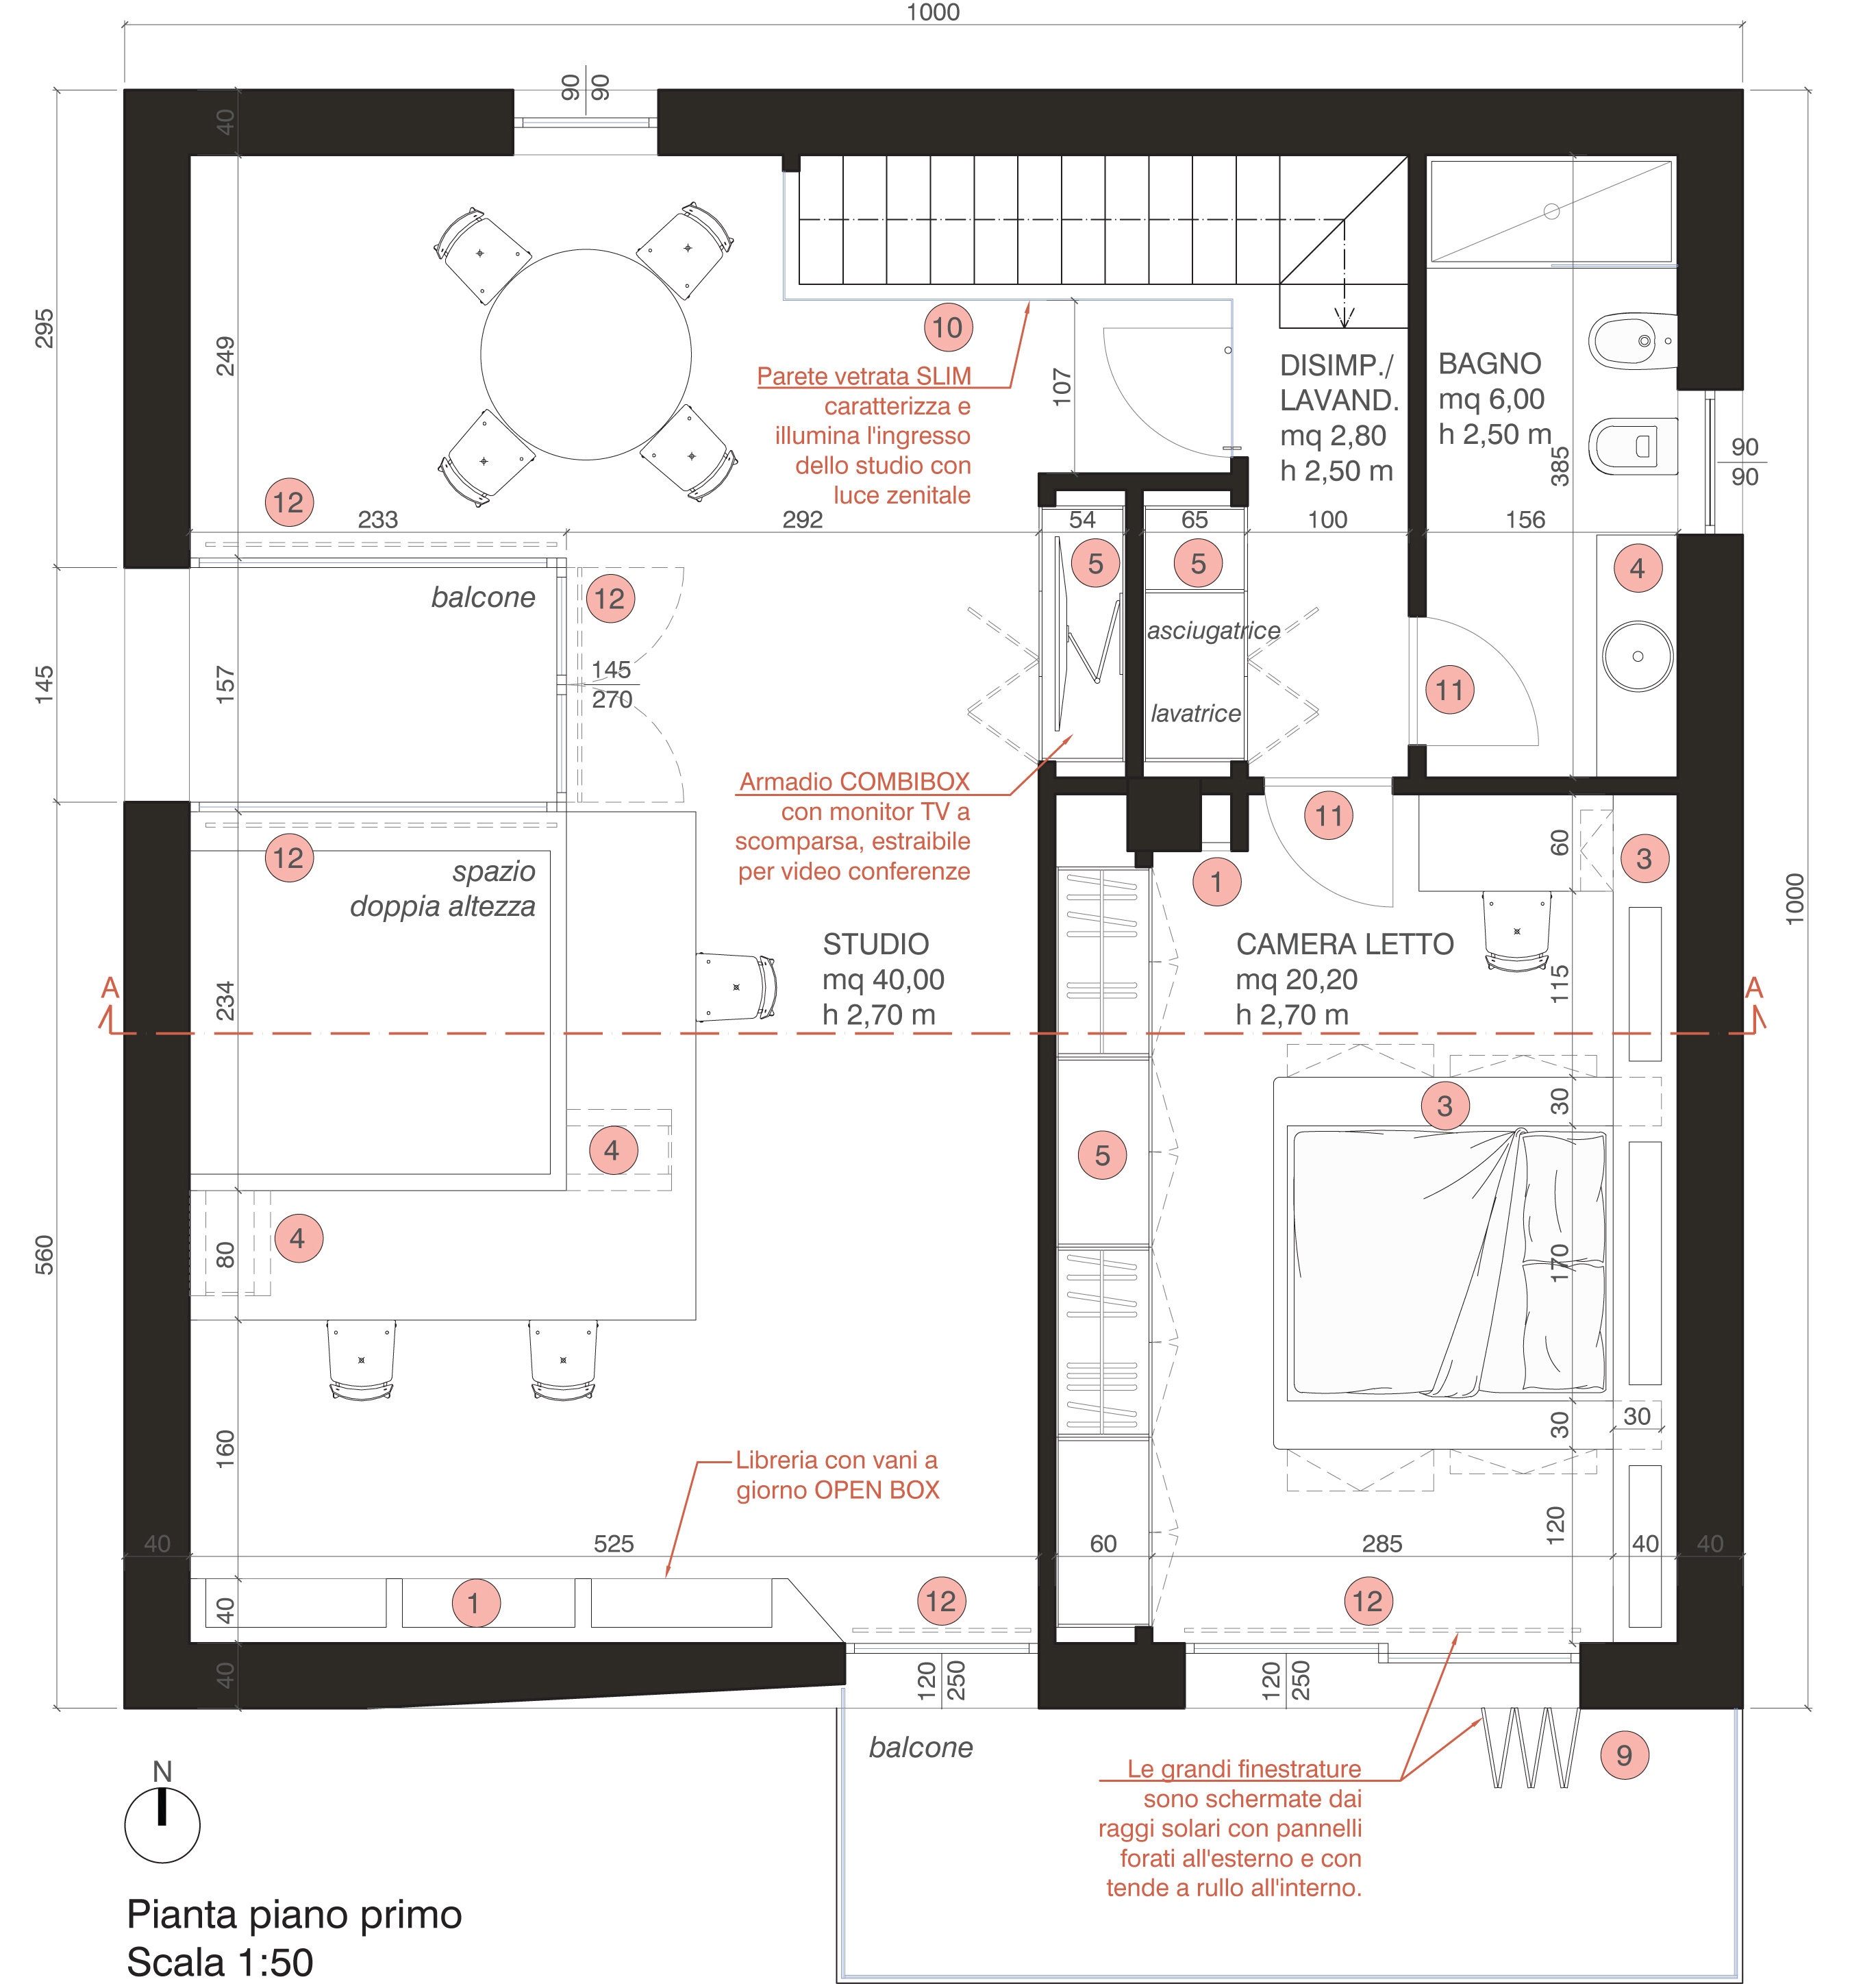 1000
90
90
40
295
249
10
Parete vetrata SLIM
caratterizza e
illumina l'ingresso
dello studio con
luce zenitale
107
DISIMP./
LAVAND.
mq 2,80
h 2,50 m
BAGNO
mq 6,00
h 2,50 m
385
90
90
12
233
292
54
65
100
156
5
5
4
balcone
12
145
157
145
270
asciugatrice
lavatrice
11
Armadio COMBIBOX
con monitor TV a
scomparsa, estraibile
per video conferenze
11
12
spazio
doppia altezza
1
60
3
1000
STUDIO
mq 40,00
h 2,70 m
CAMERA LETTO
mq 20,20
h 2,70 m
115
A
A
234
30
3
4
5
4
80
560
170
160
Libreria con vani a
giorno OPEN BOX
30
30
120
40
525
60
285
40
40
1
40
12
12
40
120
250
120
250
balcone
9
Le grandi finestrature
sono schermate dai
raggi solari con pannelli
forati all'esterno e con
tende a rullo all'interno.
N
Pianta piano primo
Scala 1:50